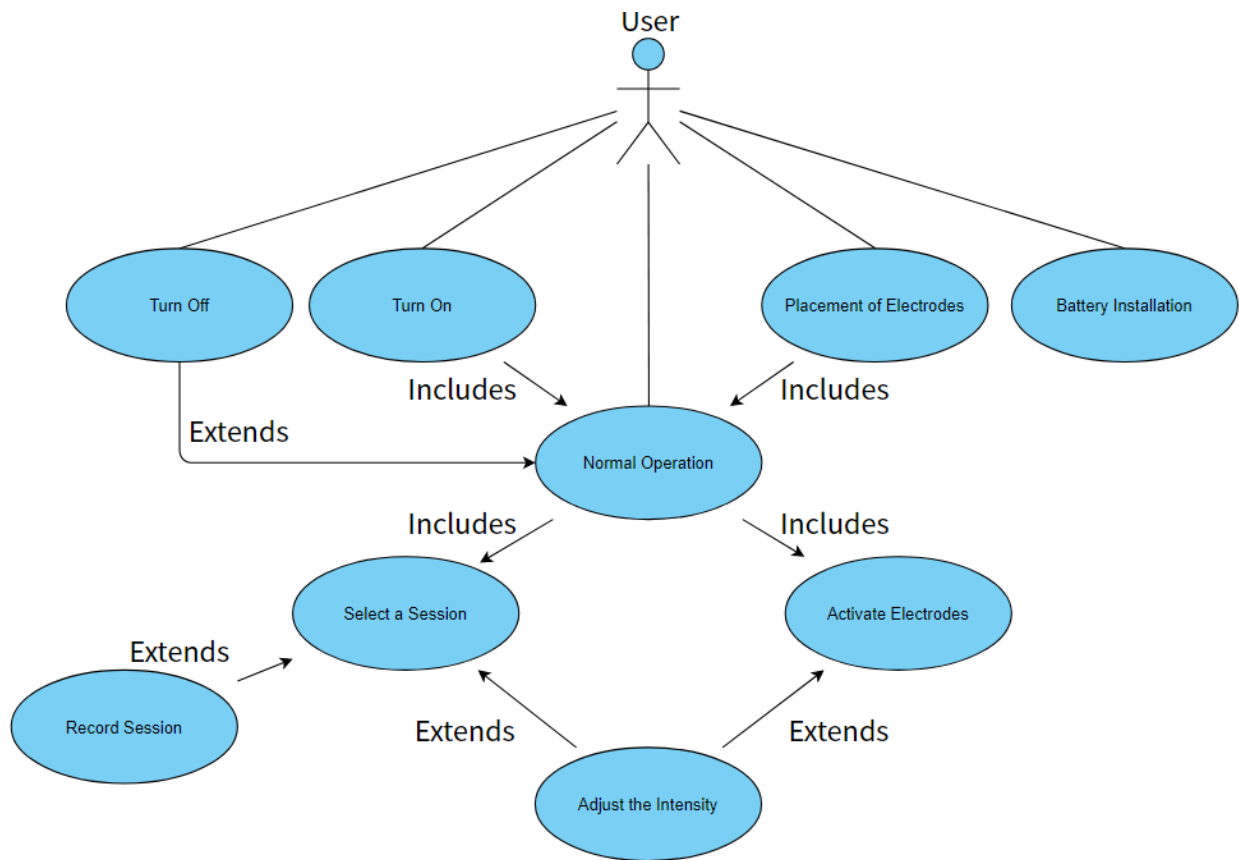 User
Turn Off
Turn On
Placement of Electrodes
Battery Installation
Includes
Includes
Extends
Normal Operation
Includes
Includes
Select a Session
Activate Electrodes
Extends
Record Session
Extends
Extends
Adjust the Intensity